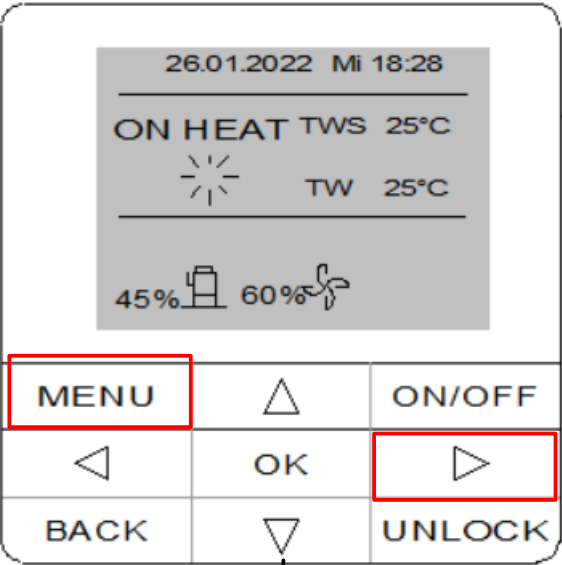 26.01.2022 Mi 18:28
ON HEAT TWS 25°C
TW 25°C
45% 60%
MENU ON/OFF
OK
BACK UNLOCK